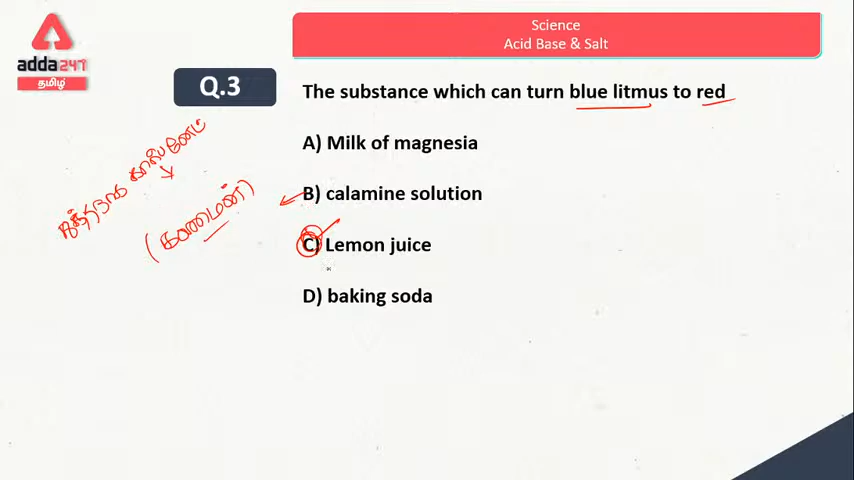 Science
Acid Base & Salt
adda247
தமிழ்
Q.3
The substance which can turn blue litmus to red
A) Milk of magnesia
B) calamine solution
C) Lemon juice
D) baking soda